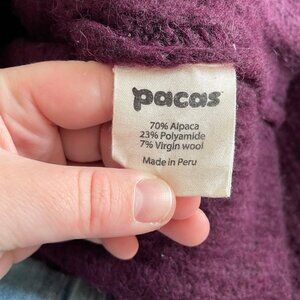 pacas
70% Alpaca
23% Polyamide
7% Virgin wool
Made in Peru